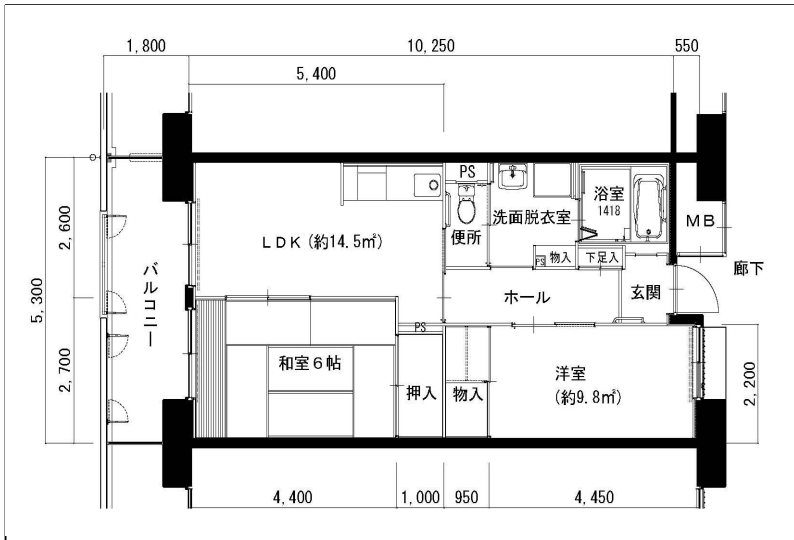 1,800
10,250
550
5,400
PS
浴室
1418
洗面脱衣室
便所
MB
LDK (約14.5㎡)
PS
物入
下足入
廊下
ホール
玄関
バルコニー
2,600
5,300
2,700
PS
和室6帖
押入
物入
洋室
(約9.8㎡)
2,200
4,400
1,000
950
4,450